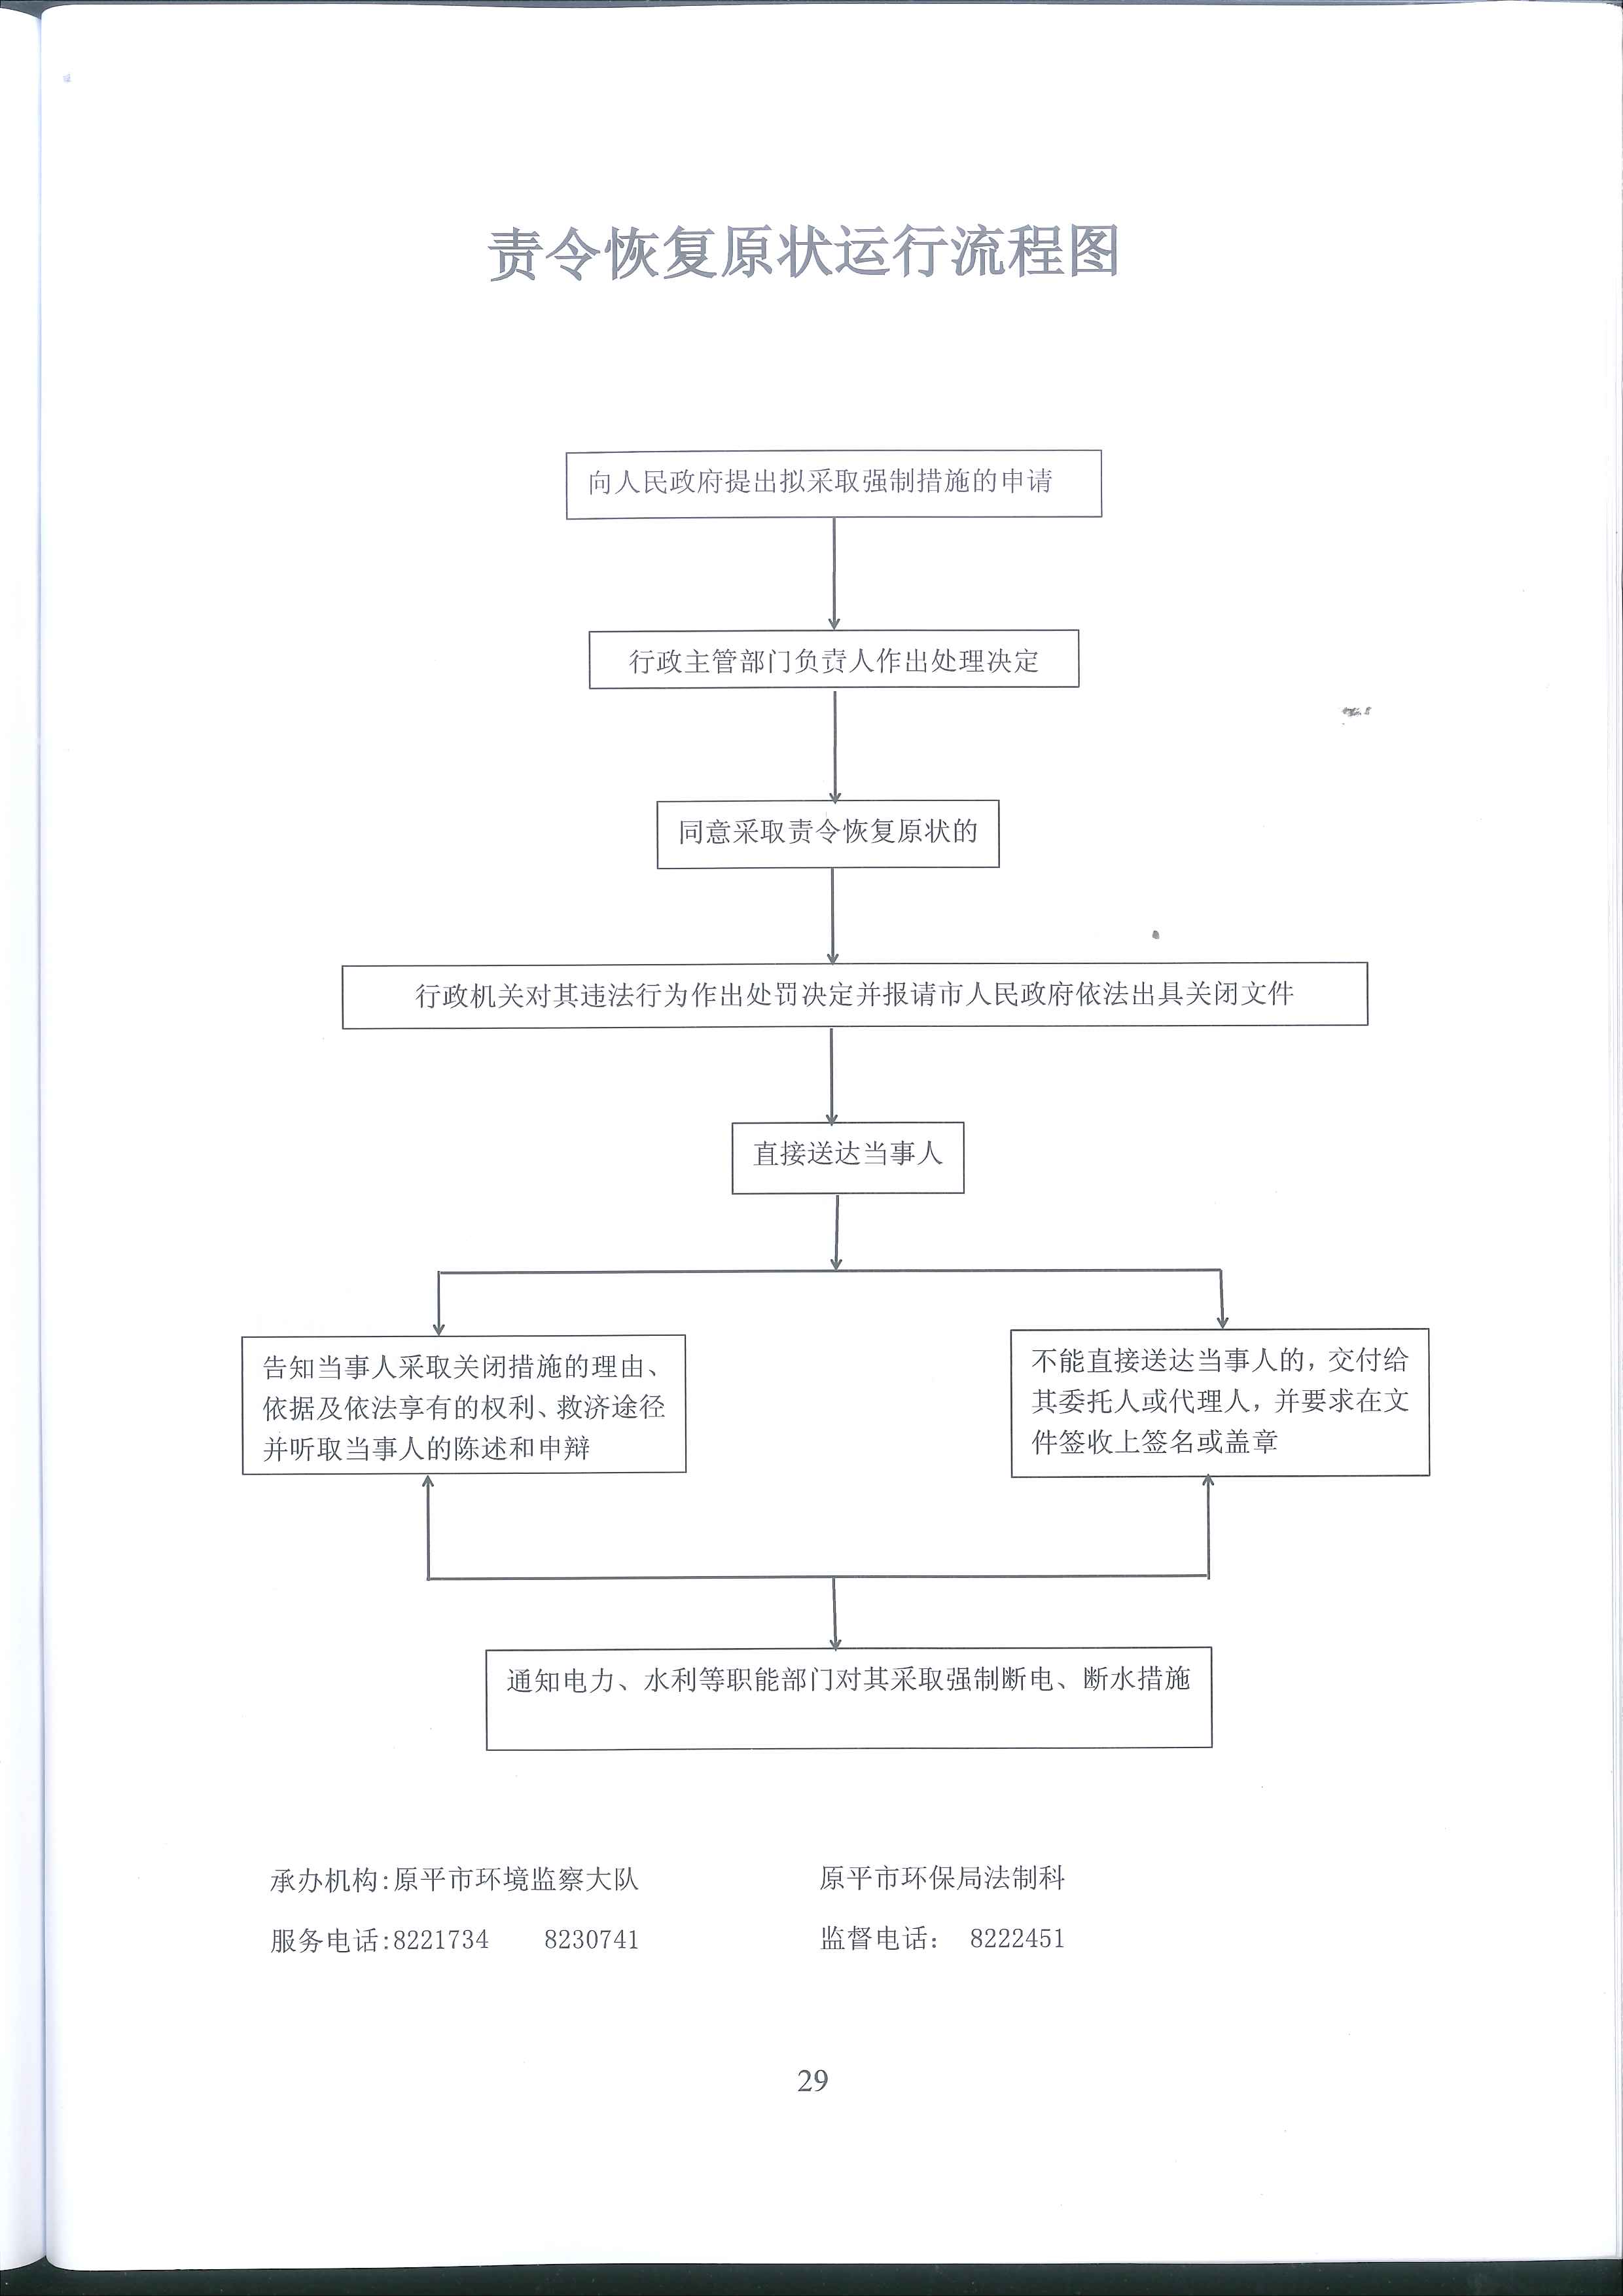 责令恢复原状运行流程图
向人民政府提出拟采取强制措施的申请
行政主管部门负责人作出处理决定
同意采取责令恢复原状的
行政机关对其违法行为作出处罚决定并报请市人民政府依法出具关闭文件
直接送达当事人
告知当事人采取关闭措施的理由、
依据及依法享有的权利、救济途径
并听取当事人的陈述和申辩
不能直接送达当事人的，交付给
其委托人或代理人，并要求在文
件签收上签名或盖章
通知电力、水利等职能部门对其采取强制断电、断水措施
承办机构:原平市环境监察大队 原平市环保局法制科
服务电话:8221734 8230741 监督电话： 8222451
29